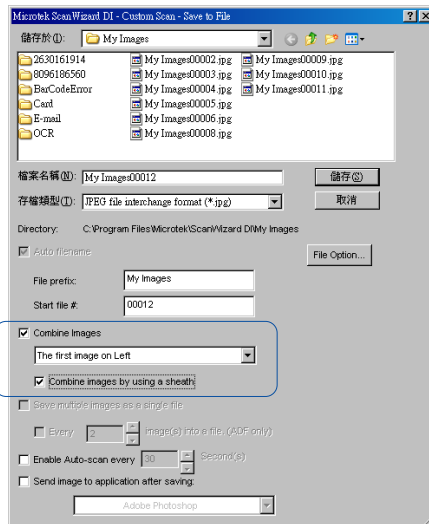 Microtek ScanWizard DI - Custom Scan - Save to File
儲存於(I): My Images
2630161914 My Images00002.jpg My Images00009.jpg
8096186560 My Images00003.jpg My Images00010.jpg
BarCodeError My Images00004.jpg My Images00011.jpg
Card My Images00005.jpg
E-mail My Images00006.jpg
OCR My Images00008.jpg
檔案名稱(N): My Images00012 儲存(S)
存檔類型(T): JPEG file interchange format (*.jpg) 取消
Directory: C:\Program Files\Microtek\ScanWizard DI\My Images
Auto filename File Option...
File prefix: My Images
Start file #: 00012
Combine Images
The first image on Left
Combine images by using a sheath
Save multiple images as a single file
Every 2 image(s) into a file. (ADF only)
Enable Auto-scan every 30 Second(s)
Send image to application after saving:
Adobe Photoshop